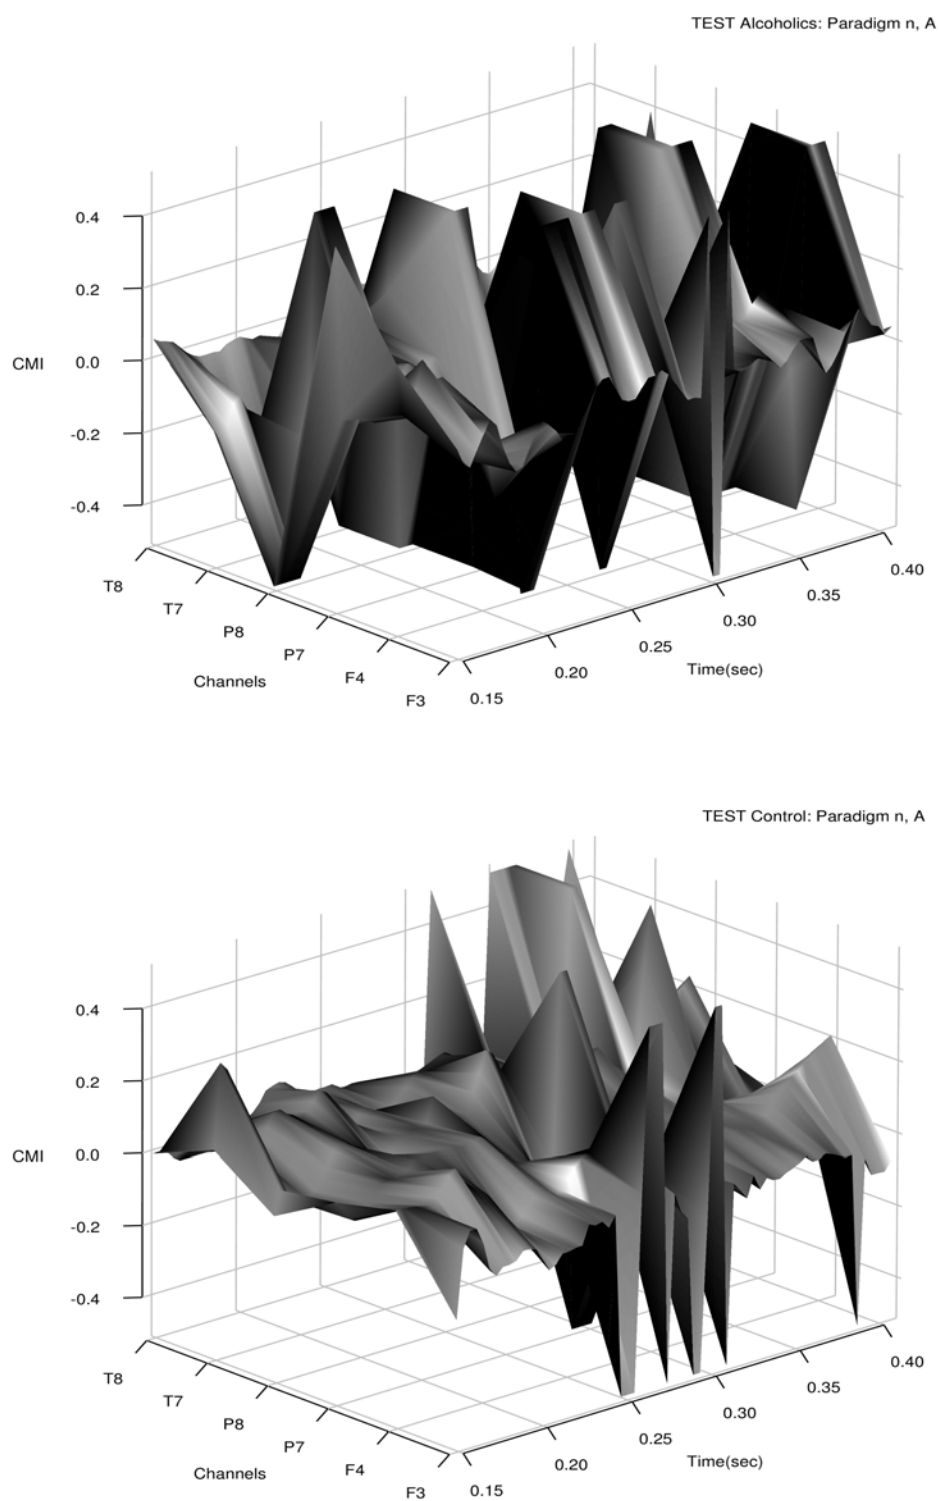 TEST Alcoholics: Paradigm n, A
0.4
0.2
CMI
0.0
-0.2
-0.4
T8
T7
P8
P7
F4
F3
Channels
0.15
0.20
0.25
0.30
0.35
0.40
Time(sec)
TEST Control: Paradigm n, A
0.4
0.2
CMI
0.0
-0.2
-0.4
T8
T7
P8
P7
F4
F3
Channels
0.15
0.20
0.25
0.30
0.35
0.40
Time(sec)